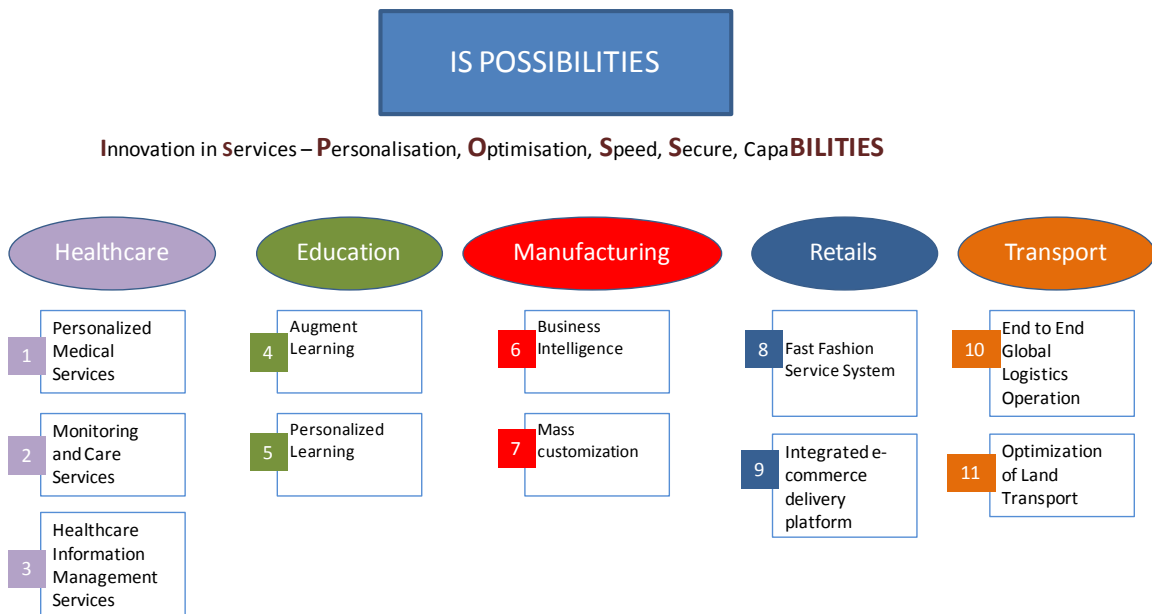 IS POSSIBILITIES
Innovation in Services – Personalisation, Optimisation, Speed, Secure, CapaBILITIES
Healthcare
Education
Manufacturing
Retails
Transport
1
Personalized
Medical
Services
2
Monitoring
and Care
Services
3
Healthcare
Information
Management
Services
4
Augment
Learning
5
Personalized
Learning
6
Business
Intelligence
7
Mass
customization
8
Fast Fashion
Service System
9
Integrated e-
commerce
delivery
platform
10
End to End
Global
Logistics
Operation
11
Optimization
of Land
Transport